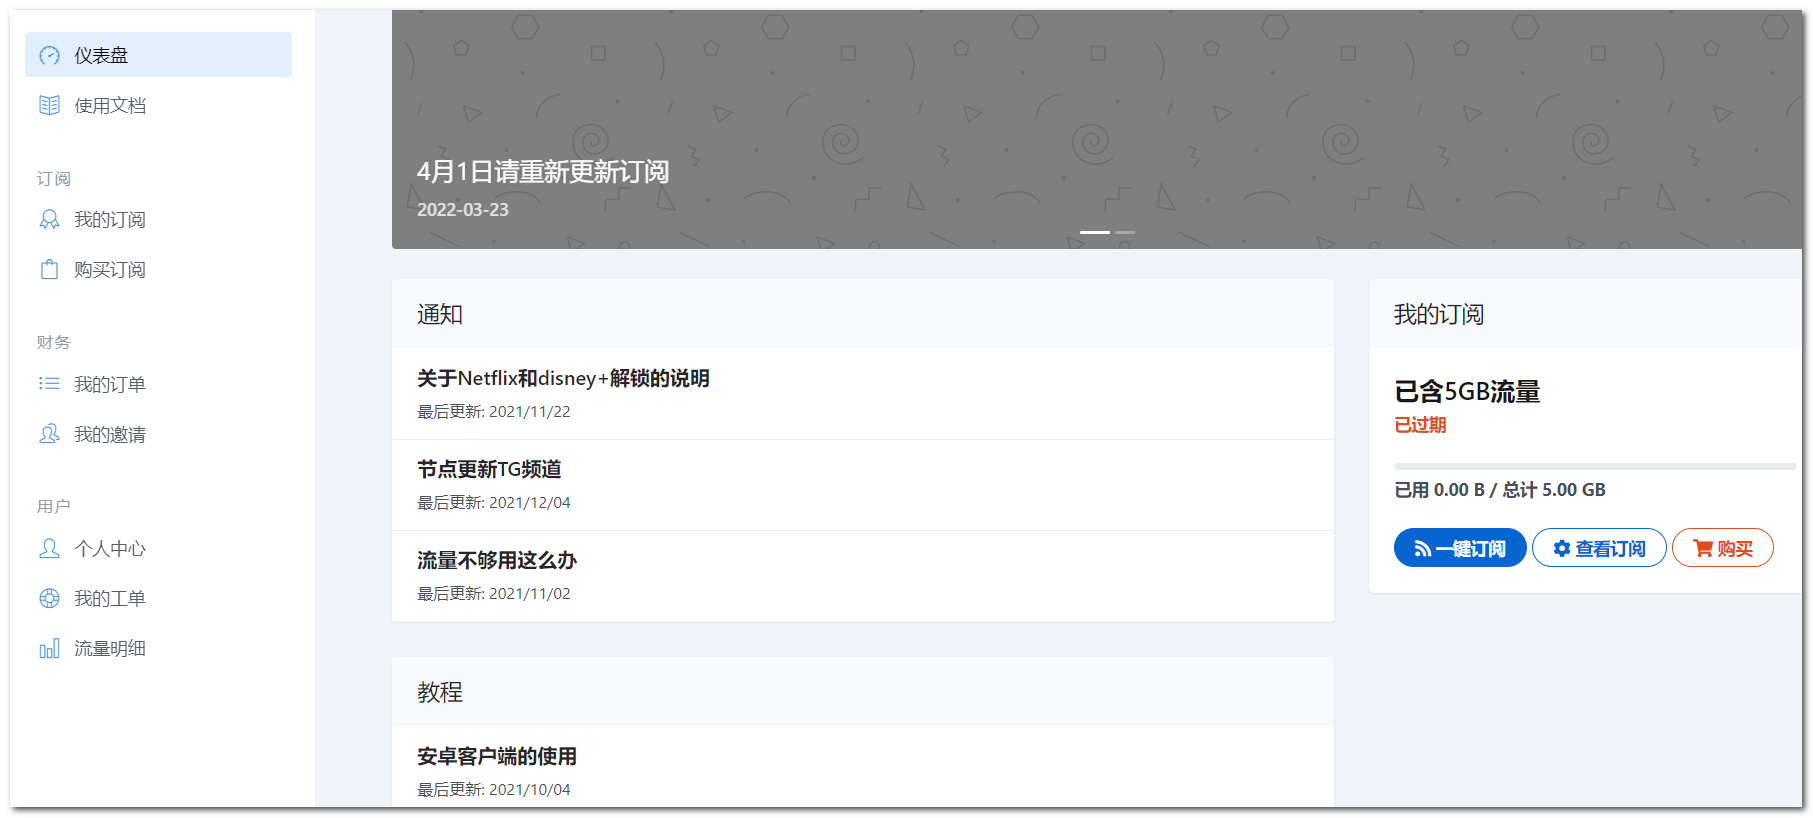 仪表盘
使用文档
订阅
我的订阅
购买订阅
财务
我的订单
我的邀请
用户
个人中心
我的工单
流量明细
4月1日请重新更新订阅
2022-03-23
通知
关于Netflix和disney+解锁的说明
最后更新: 2021/11/22
节点更新TG频道
最后更新: 2021/12/04
流量不够用这么办
最后更新: 2021/11/02
教程
安卓客户端的使用
最后更新: 2021/10/04
我的订阅
已含5GB流量
已过期
已用 0.00 B / 总计 5.00 GB
一键订阅 查看订阅 购买